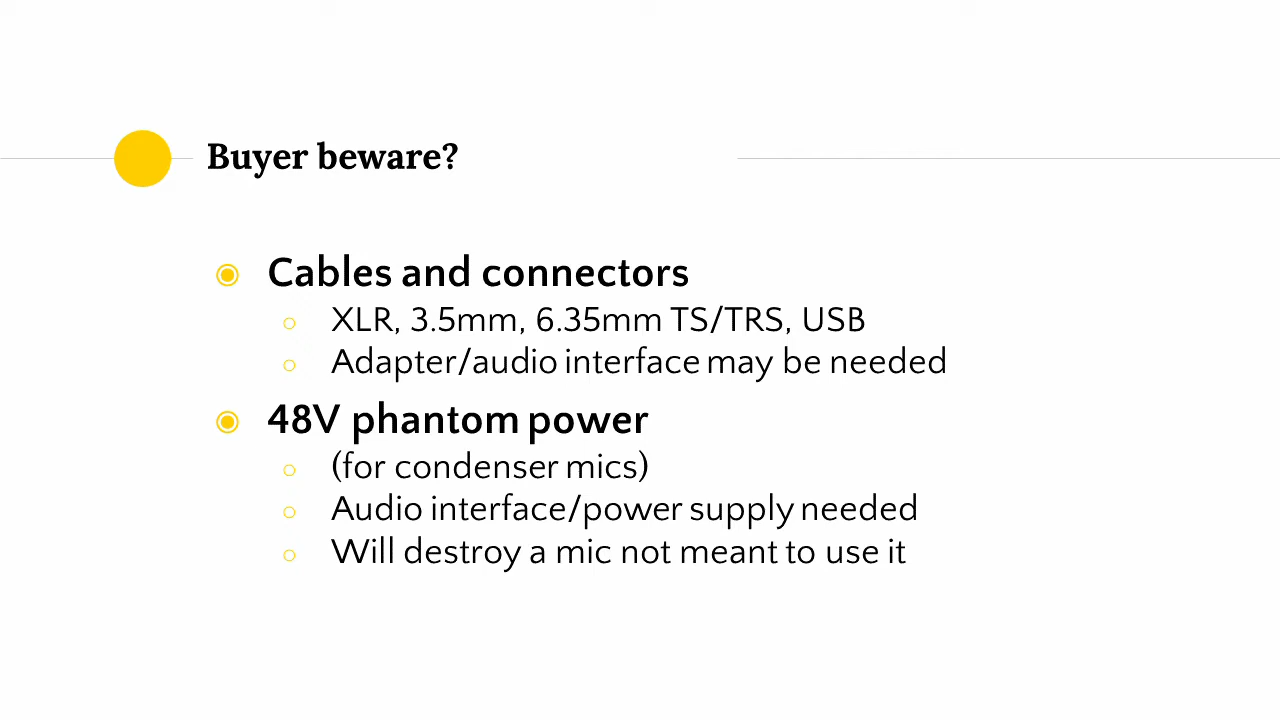 Buyer beware?
Cables and connectors
XLR, 3.5mm, 6.35mm TS/TRS, USB
Adapter/audio interface may be needed
48V phantom power
(for condenser mics)
Audio interface/power supply needed
Will destroy a mic not meant to use it